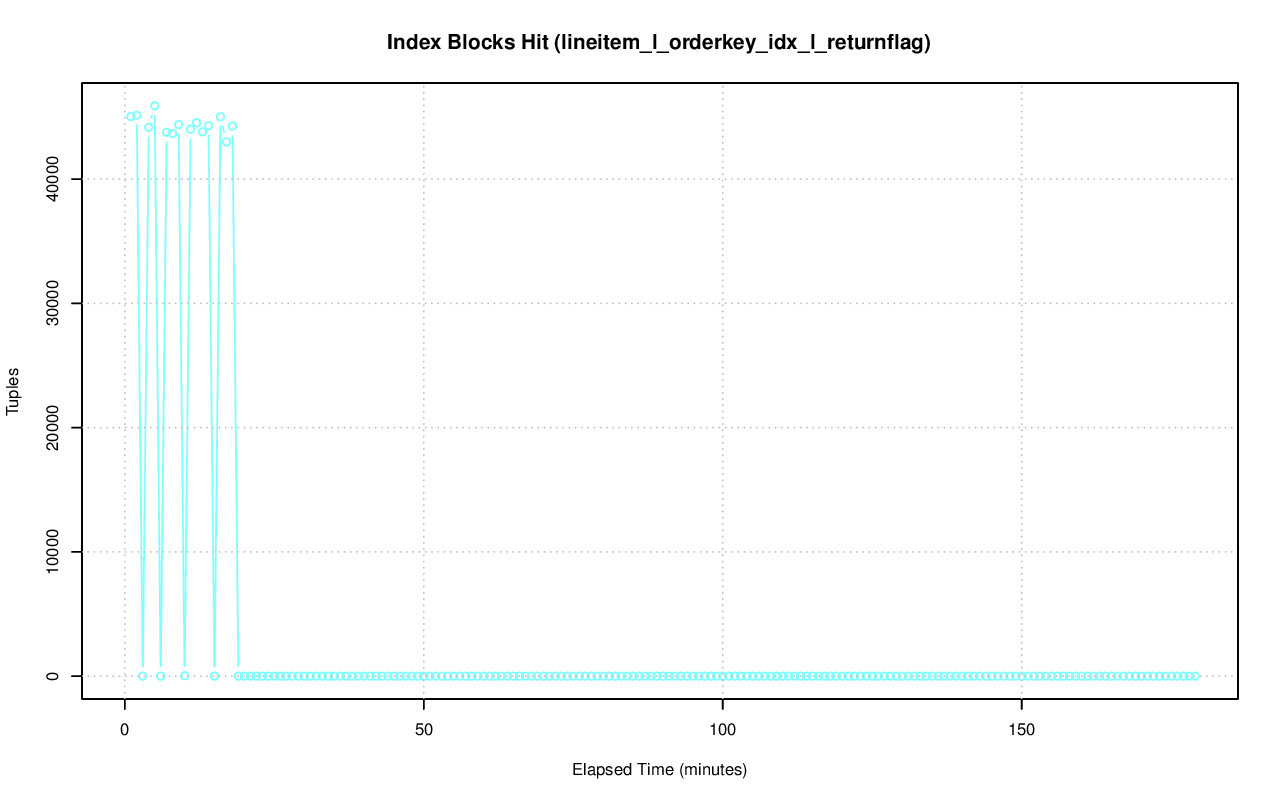 Index Blocks Hit (lineitem_l_orderkey_idx_l_returnflag)
Tuples
40000
30000
20000
10000
0
0 50 100 150
Elapsed Time (minutes)